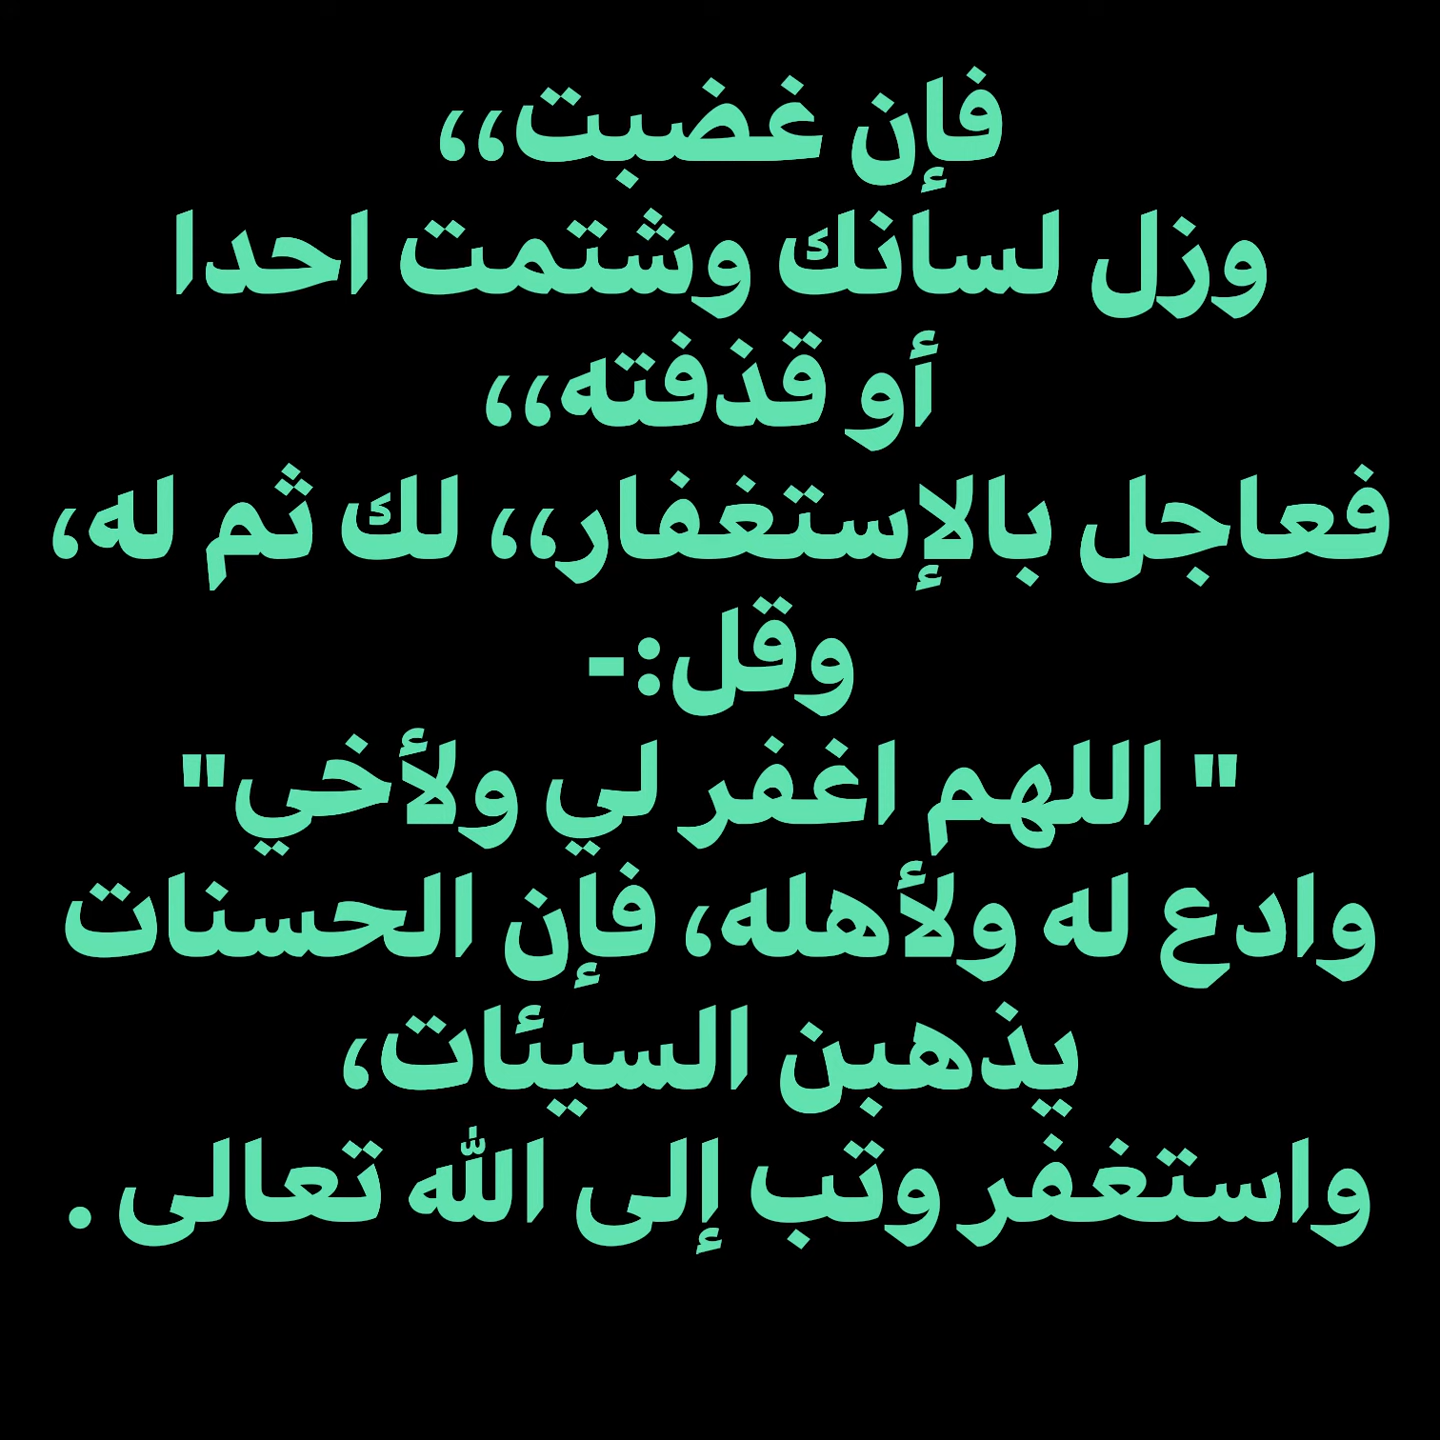 فإن غضبت،،
وزل لسانك وشتمت احدا
أو قذفته،،
فعاجل بالإستغفار،، لك ثم له،
وقل:-
" اللهم اغفر لي ولأخي"
وادع له ولأهله، فإن الحسنات
يذهبن السيئات،
واستغفر وتب إلى الله تعالى .